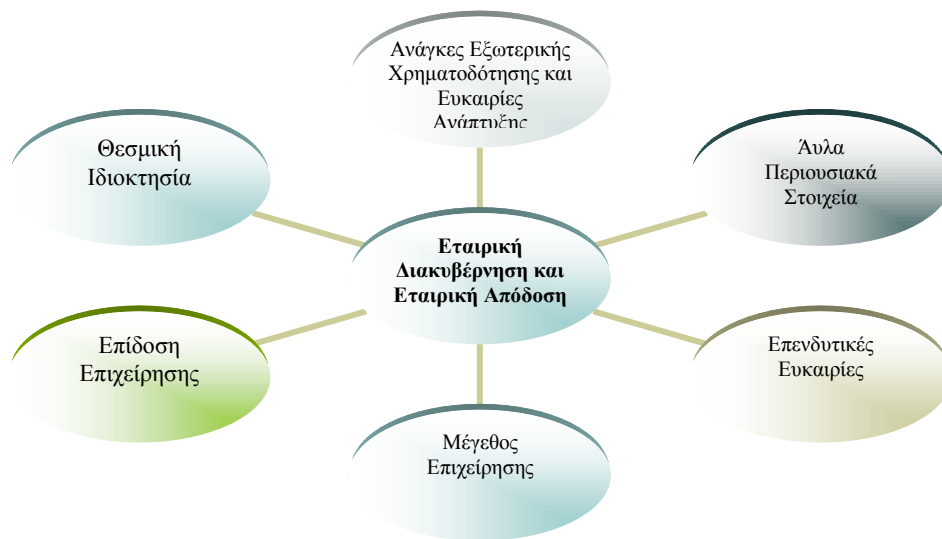 Ανάγκες Εξωτερικής
Χρηματοδότησης και
Ευκαιρίες
Ανάπτυξης
Θεσμική
Ιδιοκτησία
Άυλα
Περιουσιακά
Στοιχεία
Εταιρική
Διακυβέρνηση και
Εταιρική Απόδοση
Επίδοση
Επιχείρησης
Επενδυτικές
Ευκαιρίες
Μέγεθος
Επιχείρησης